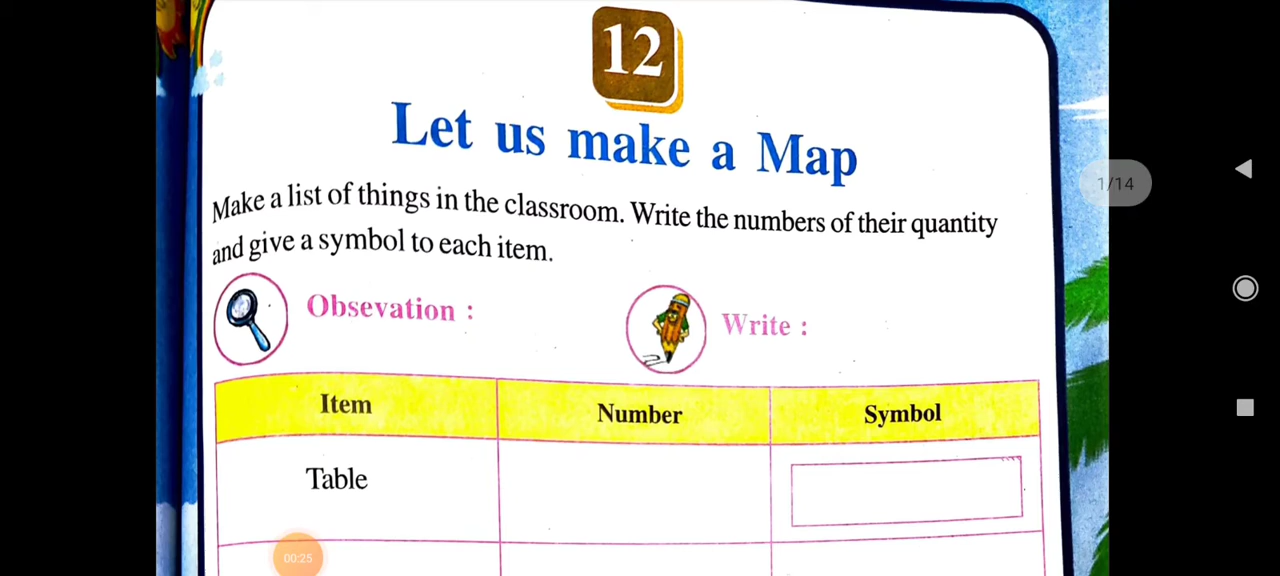 12
Let us make a Map
1/14
Make a list of things in the classroom. Write the numbers of their quantity
and give a symbol to each item.
Obsevation :
Write :
Item Number Symbol
Table
00:25